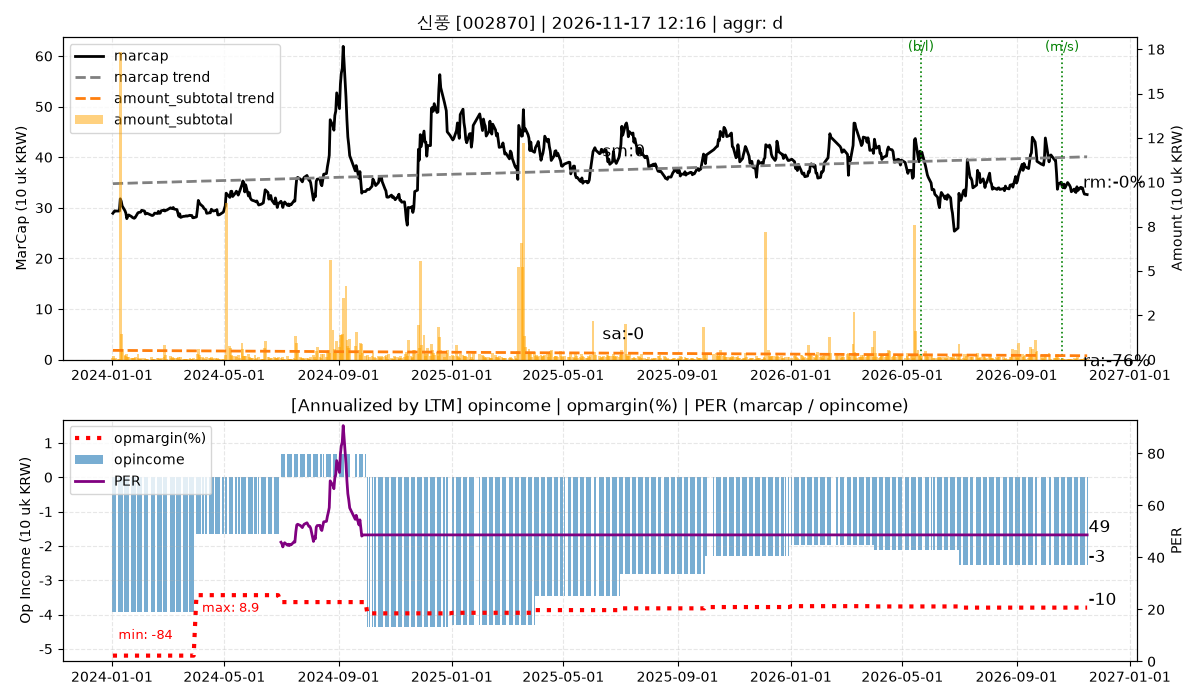 신풍 [002870] | 2026-11-17 12:16 | aggr: d
marcap
marcap trend
amount_subtotal trend
amount_subtotal
(b/l)
(m/s)
sm:0
rm:-0%
sa:-0
ra:-76%
MarCap (10 uk KRW)
60
50
40
30
20
10
0
Amount (10 uk KRW)
18
15
12
10
8
5
2
0
2024-01-01 2024-05-01 2024-09-01 2025-01-01 2025-05-01 2025-09-01 2026-01-01 2026-05-01 2026-09-01 2027-01-01
[Annualized by LTM] opincome | opmargin(%) | PER (marcap / opincome)
opmargin(%)
opincome
PER
Op Income (10 uk KRW)
1
0
-1
-2
-3
-4
-5
max: 8.9
min: -84
49
-3
-10
PER
80
60
40
20
0
2024-01-01 2024-05-01 2024-09-01 2025-01-01 2025-05-01 2025-09-01 2026-01-01 2026-05-01 2026-09-01 2027-01-01